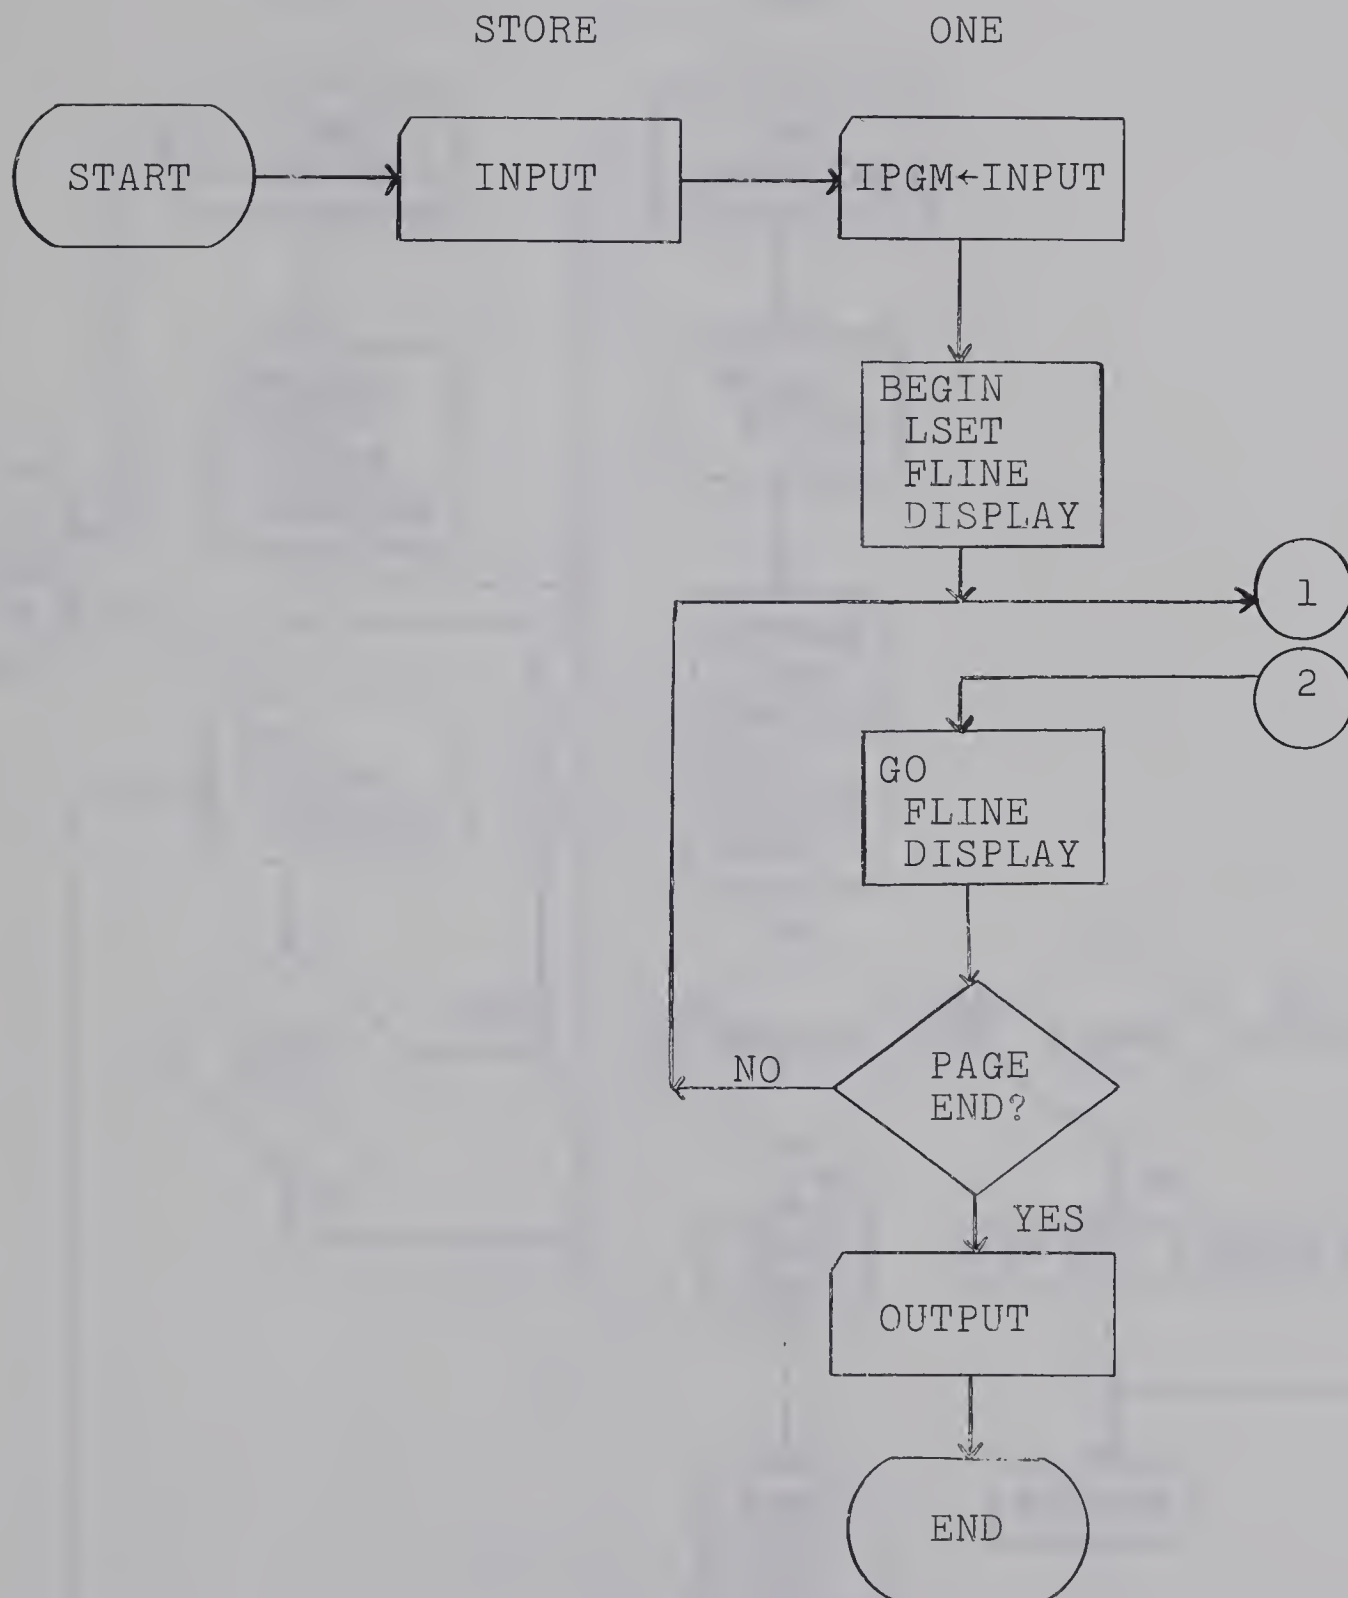 STORE ONE
START INPUT IPGM←INPUT
BEGIN
LSET
FLINE
DISPLAY
1
2
GO
FLINE
DISPLAY
PAGE
END?
NO
YES
OUTPUT
END